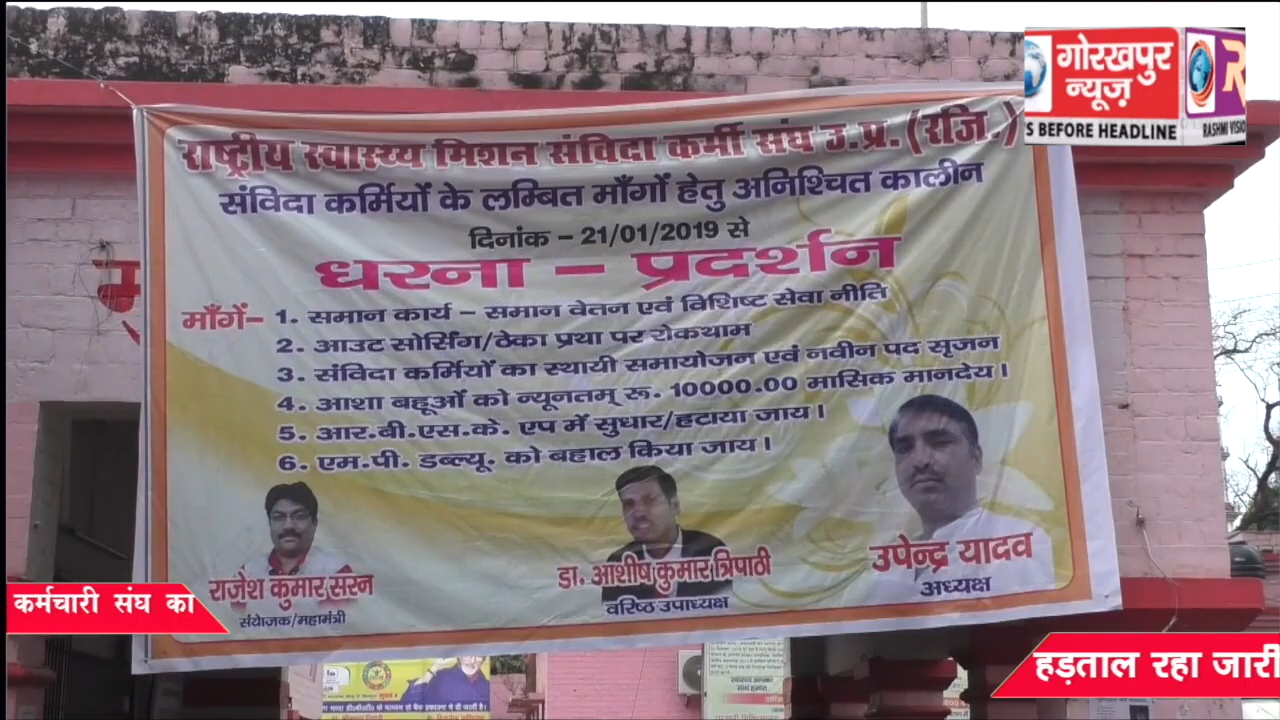 गोरखपुर
न्यूज़
S BEFORE HEADLINE
R
RASHMI VISIO
राष्ट्रीय स्वास्थ्य मिशन संविदा कर्मी संघ उ.प्र. (रजि.)
संविदा कर्मियों के लम्बित माँगों हेतु अनिश्चित कालीन
दिनांक – 21/01/2019 से
धरना – प्रदर्शन
माँगें– 1. समान कार्य – समान वेतन एवं विशिष्ट सेवा नीति
2. आउट सोर्सिंग/ठेका प्रथा पर रोकथाम
3. संविदा कर्मियों का स्थायी समायोजन एवं नवीन पद सृजन
4. आशा बहूओं को न्यूनतम् रू. 10000.00 मासिक मानदेय।
5. आर.बी.एस.के. एप में सुधार/हटाया जाय।
6. एम.पी. डब्ल्यू. को बहाल किया जाय।
राजेश कुमार सरन
संयोजक/महामंत्री
डा. आशीष कुमार त्रिपाठी
वरिष्ठ उपाध्यक्ष
उपेन्द्र यादव
अध्यक्ष
कर्मचारी संघ का
हड़ताल रहा जारी